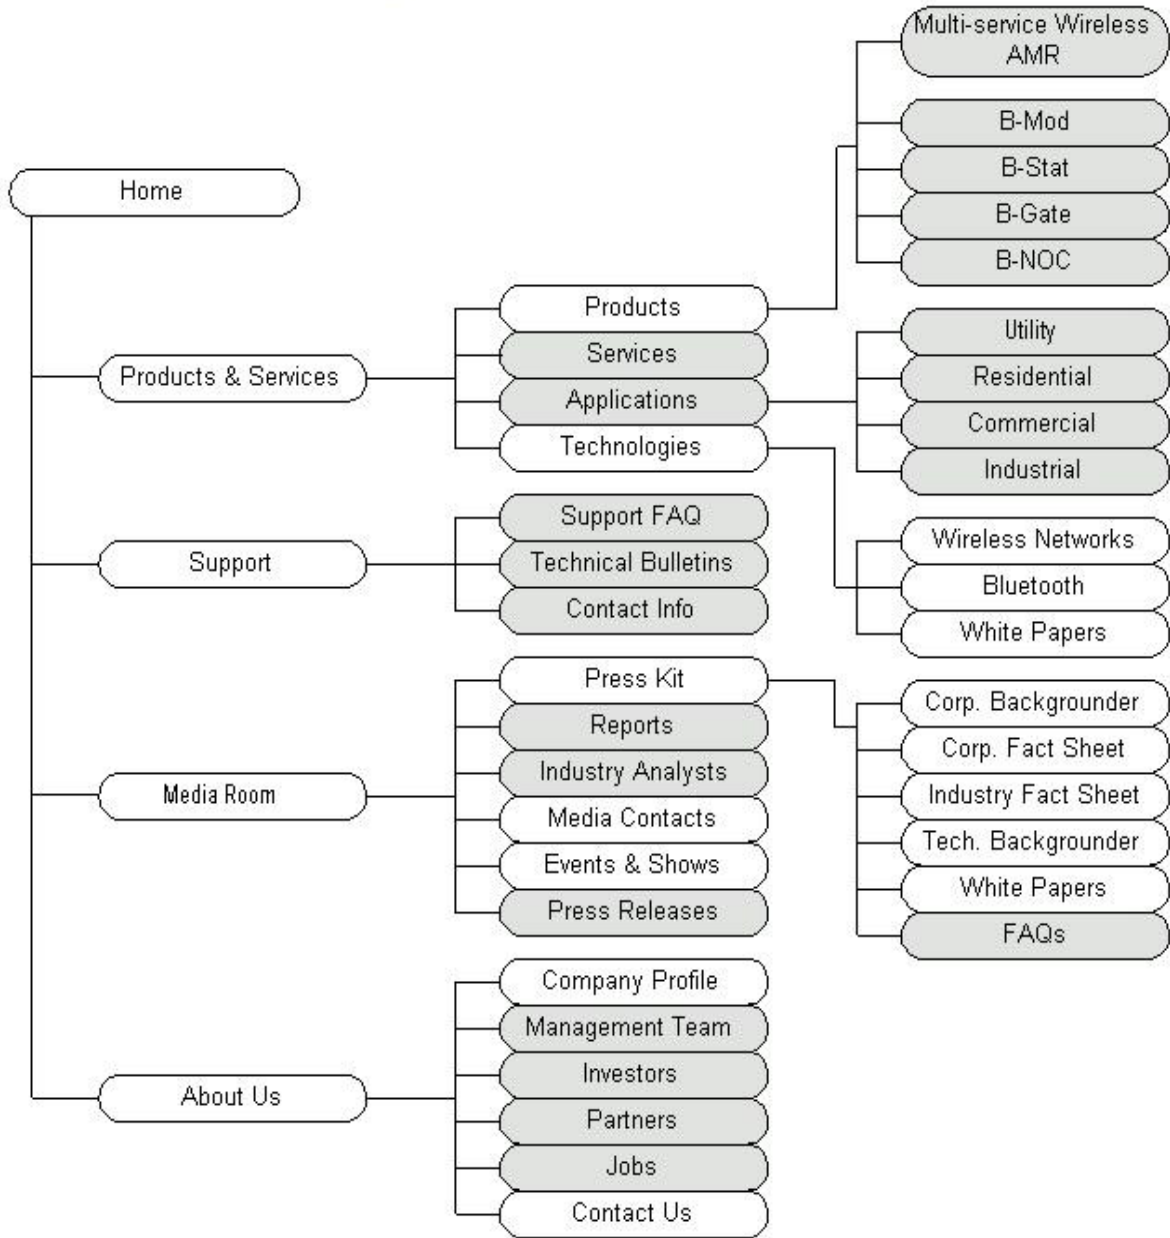 Home
Products & Services
Products
Multi-service Wireless
AMR
B-Mod
B-Stat
B-Gate
B-NOC
Services
Applications
Utility
Residential
Commercial
Industrial
Technologies
Wireless Networks
Bluetooth
White Papers
Support
Support FAQ
Technical Bulletins
Contact Info
Media Room
Press Kit
Corp. Backgrounder
Corp. Fact Sheet
Industry Fact Sheet
Tech. Backgrounder
White Papers
FAQs
Reports
Industry Analysts
Media Contacts
Events & Shows
Press Releases
About Us
Company Profile
Management Team
Investors
Partners
Jobs
Contact Us